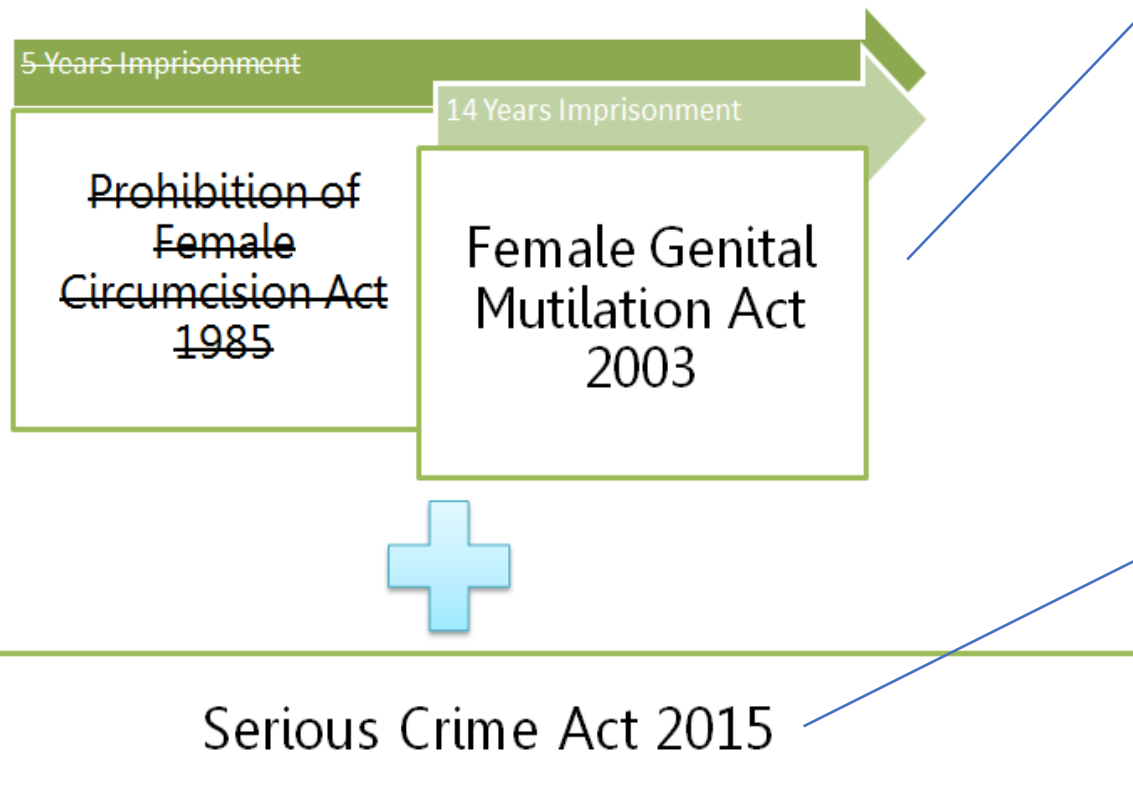 5 Years Imprisonment
14 Years Imprisonment
Prohibition of
Female
Circumcision Act
1985
Female Genital
Mutilation Act
2003
Serious Crime Act 2015